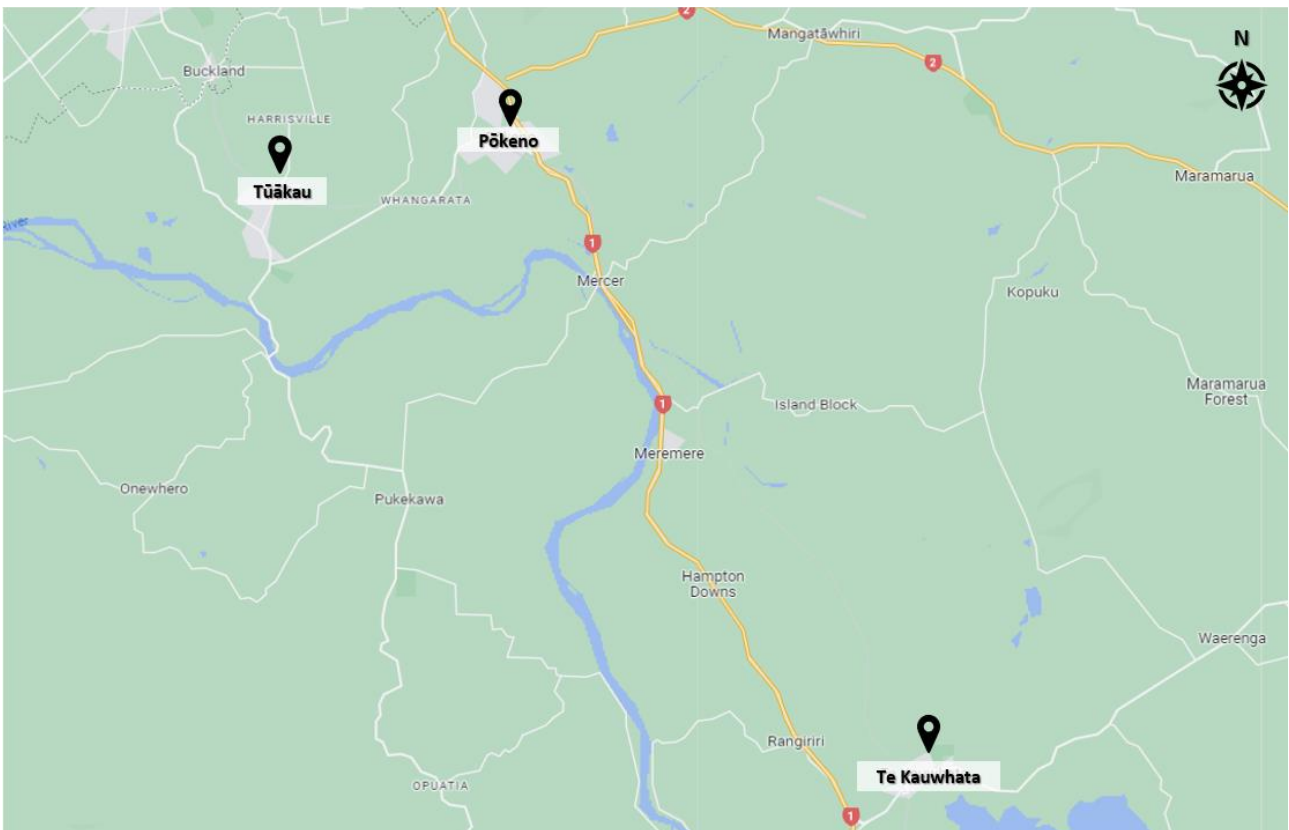 2
Mangatāwhiri
N
Buckland
2
HARRISVILLE
Pōkeno
Tūākau
Maramarua
WHANGARATA
River
1
Mercer
Kopuku
Maramarua
Forest
1
Island Block
Meremere
Onewhero
Pukekawa
Hampton
Downs
Waerenga
Rangiriri
Te Kauwhata
OPUATIA
1